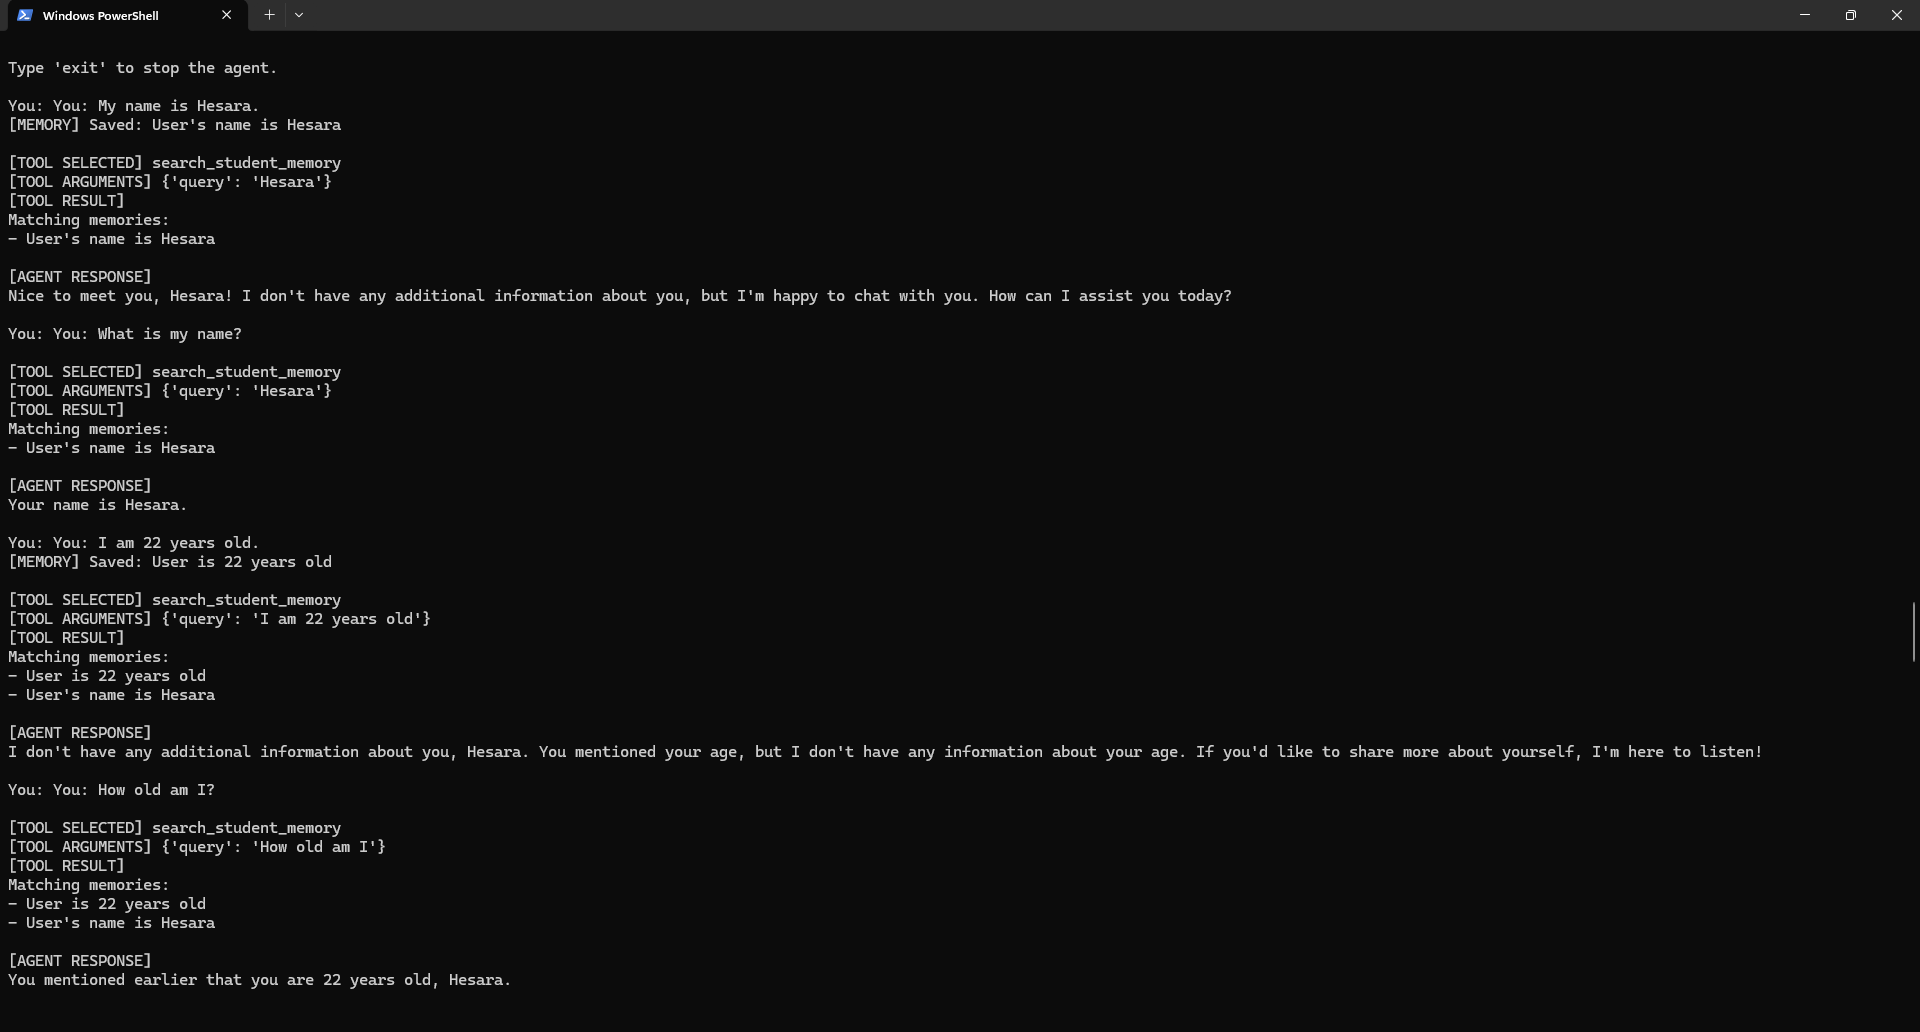 Windows PowerShell
Type 'exit' to stop the agent.
You: You: My name is Hesara.
[MEMORY] Saved: User's name is Hesara
[TOOL SELECTED] search_student_memory
[TOOL ARGUMENTS] {'query': 'Hesara'}
[TOOL RESULT]
Matching memories:
- User's name is Hesara
[AGENT RESPONSE]
Nice to meet you, Hesara! I don't have any additional information about you, but I'm happy to chat with you. How can I assist you today?
You: You: What is my name?
[TOOL SELECTED] search_student_memory
[TOOL ARGUMENTS] {'query': 'Hesara'}
[TOOL RESULT]
Matching memories:
- User's name is Hesara
[AGENT RESPONSE]
Your name is Hesara.
You: You: I am 22 years old.
[MEMORY] Saved: User is 22 years old
[TOOL SELECTED] search_student_memory
[TOOL ARGUMENTS] {'query': 'I am 22 years old'}
[TOOL RESULT]
Matching memories:
- User is 22 years old
- User's name is Hesara
[AGENT RESPONSE]
I don't have any additional information about you, Hesara. You mentioned your age, but I don't have any information about your age. If you'd like to share more about yourself, I'm here to listen!
You: You: How old am I?
[TOOL SELECTED] search_student_memory
[TOOL ARGUMENTS] {'query': 'How old am I'}
[TOOL RESULT]
Matching memories:
- User is 22 years old
- User's name is Hesara
[AGENT RESPONSE]
You mentioned earlier that you are 22 years old, Hesara.